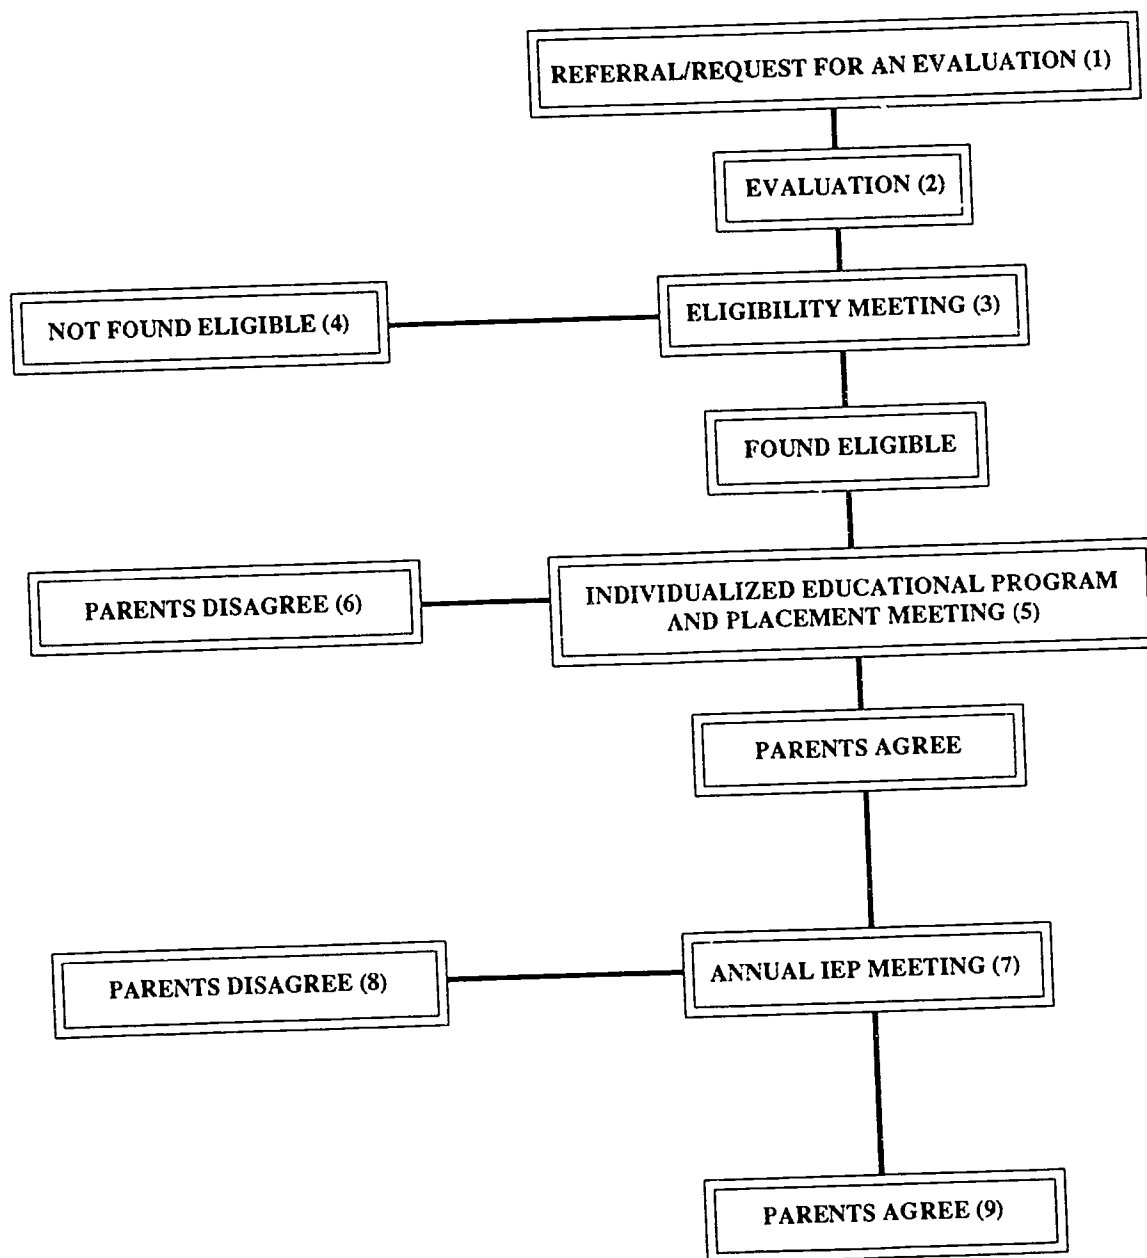 REFERRAL/REQUEST FOR AN EVALUATION (1)
EVALUATION (2)
ELIGIBILITY MEETING (3)
NOT FOUND ELIGIBLE (4)
FOUND ELIGIBLE
INDIVIDUALIZED EDUCATIONAL PROGRAM
AND PLACEMENT MEETING (5)
PARENTS DISAGREE (6)
PARENTS AGREE
ANNUAL IEP MEETING (7)
PARENTS DISAGREE (8)
PARENTS AGREE (9)